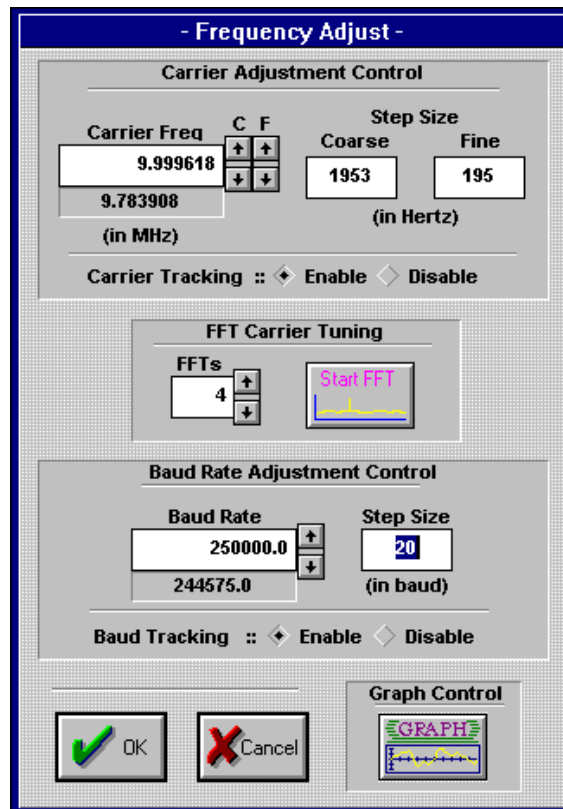 - Frequency Adjust -
Carrier Adjustment Control
C F
Step Size
Carrier Freq
Coarse
Fine
9.999618
1953
195
9.783908
(in Hertz)
(in MHz)
Carrier Tracking :: Enable Disable
FFT Carrier Tuning
FFTs
4
Start FFT
Baud Rate Adjustment Control
Baud Rate
Step Size
250000.0
20
244575.0
(in baud)
Baud Tracking :: Enable Disable
Graph Control
OK
Cancel
GRAPH